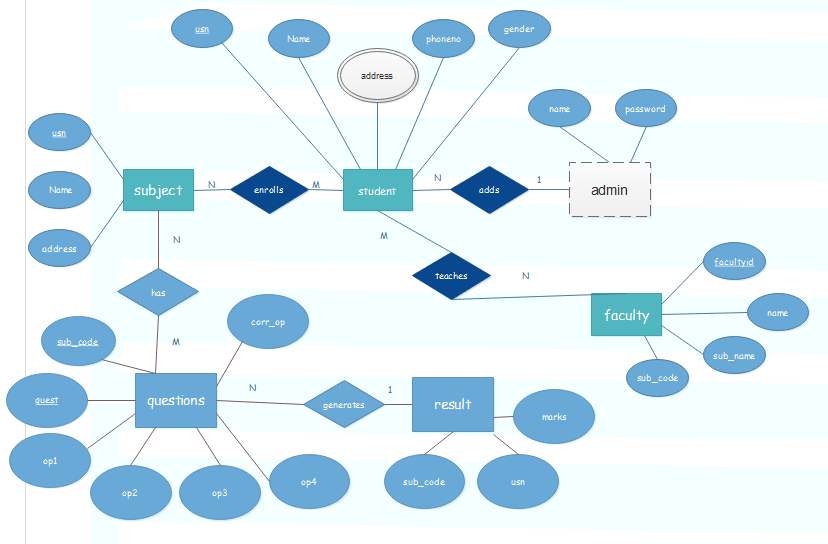 usn
Name
phoneno
gender
address
name
password
usn
subject
N
enrolls
M
student
N
adds
1
admin
Name
address
M
N
teaches
N
has
facultyid
faculty
name
corr_op
sub_code
M
sub_name
sub_code
quest
questions
N
generates
1
result
marks
op1
op2
op3
op4
sub_code
usn